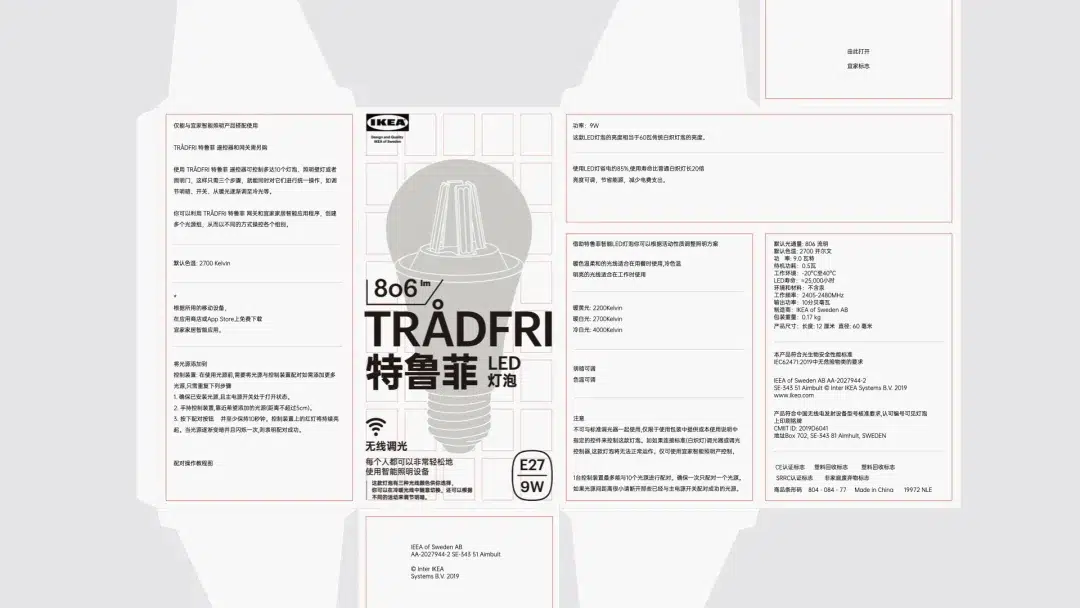 由此打开
宜家标志
仅能与宜家智能照明产品搭配使用
TRÅDFRI 特鲁菲 遥控器和网关需另购
使用 TRÅDFRI 特鲁菲 遥控器可控制多达10个灯泡、照明壁灯或者
照明门，这样只需三个步骤，就能同时对它们进行统一操作，如调
节明暗、开关、从暖光逐渐调至冷光等。
你可以利用 TRÅDFRI 特鲁菲 网关和宜家家居智能应用程序，创建
多个光源组，从而以不同的方式操控各个组别。
默认色温: 2700 Kelvin
*
根据所用的移动设备，
在应用商店或App Store上免费下载
宜家家居智能应用。
将光源添加到
控制装置: 在使用光源前,需要将光源与控制装置配对如需添加更多
光源,只需重复下列步骤
1. 确保已安装光源,且主电源开关处于打开状态。
2. 手持控制装置,靠近希望添加的光源(距离不超过5cm)。
3. 按下配对按钮 并至少保持10秒钟。控制装置上的红灯将持续亮
起。当光源逐渐变暗并且闪烁一次,则表明配对成功。
配对操作教程图
IKEA
Design and Quality
IKEA of Sweden
806 lm
TRÅDFRI
特鲁菲 LED
灯泡
无线调光
每个人都可以非常轻松地
使用智能照明设备
这款灯泡有三种光线颜色供你选择，
你可以在冷暖光线中随意切换，还可以根据
不同的活动来调节明暗。
E27
9W
功率：9W
这款LED灯泡的亮度相当于60瓦传统白炽灯泡的亮度。
使用LED灯省电约85%,使用寿命比普通白炽灯长20倍
亮度可调，节省能源，减少电费支出。
借助特鲁菲智能LED灯泡你可以根据活动性质调整照明方案
暖色温柔和的光线适合在用餐时使用,冷色温
明亮的光线适合在工作时使用
暖黄光: 2200Kelvin
暖白光: 2700Kelvin
冷白光: 4000Kelvin
明暗可调
色温可调
注意
不可与标准调光器一起使用,仅限于使用包装中提供或本使用说明中
指定的控件来控制这款灯泡。如如果连接标准(白炽灯)调光器或调光
控制器,这款灯泡将无法正常运作。仅可使用宜家智能照明产控制。
1台控制装置最多能与10个光源进行配对。确保一次只配对一个光源。
如果光源间距离很小请断开那些已经与主电源开关配对成功的光源。
默认光通量: 806 流明
默认色温: 2700 开尔文
功 率: 9.0 瓦特
待机功耗: 0.5瓦
工作环境: -20°C至40°C
LED寿命: ≈25,000小时
环境和材料: 不含汞
工作频率: 2405-2480MHz
输出功率: 10分贝毫瓦
制造商: IKEA of Sweden AB
包装重量: 0.17 kg
产品尺寸: 长度: 12 厘米 直径: 60 毫米
本产品符合光生物安全性能标准
IEC62471:2019中无危险物类的要求
IEEA of Sweden AB AA-2027944-2
SE-343 51 Aimbult © Inter IKEA Systems B.V. 2019
www.ikea.com
产品符合中国无线电发射设备型号核准要求,认可编号可见灯泡
上印刷铭牌
CMIIT ID: 2019D6041
地址Box 702, SE-343 81 Aimhult, SWEDEN
CE认证标志 塑料回收标志 塑料回收标志
SRRC认证标志 非家庭废弃物标志
商品条形码 804 - 084 - 77 Made in China 19972 NLE
IEEA of Sweden AB
AA-2027944-2 SE-343 51 Aimbult
© Inter IKEA
Systems B.V. 2019